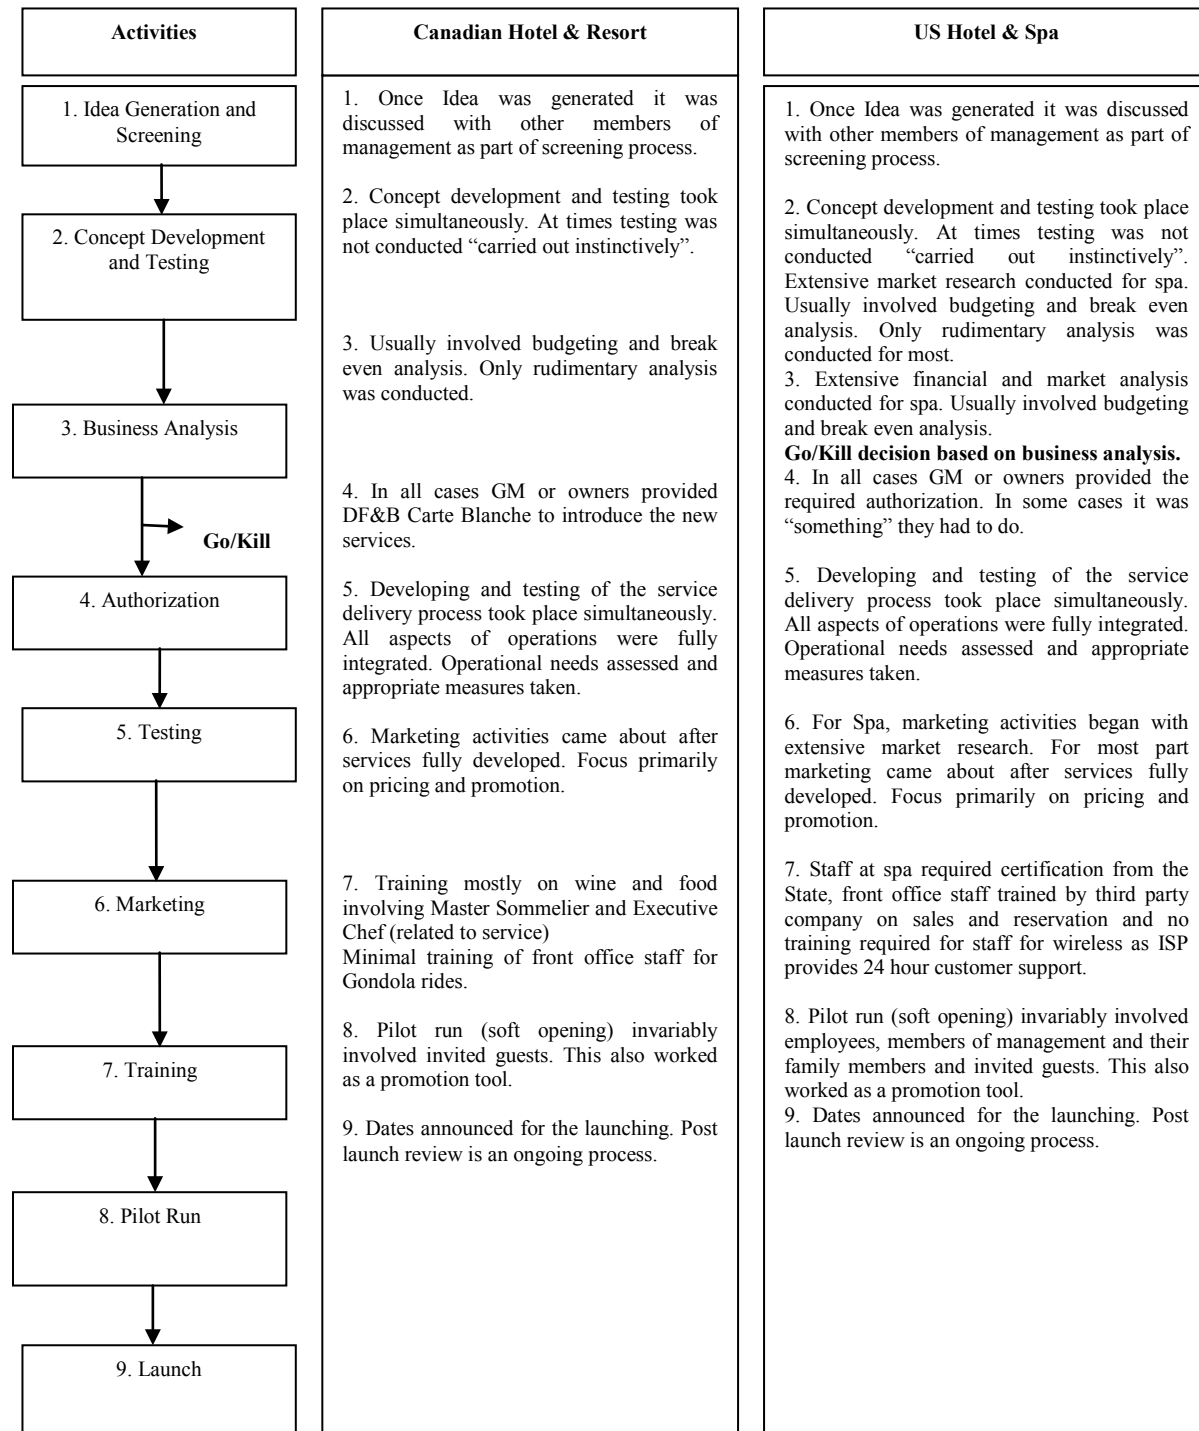 Activities
1. Idea Generation and
Screening
2. Concept Development
and Testing
3. Business Analysis
Go/Kill
4. Authorization
5. Testing
6. Marketing
7. Training
8. Pilot Run
9. Launch
Canadian Hotel & Resort
1. Once Idea was generated it was
discussed with other members of
management as part of screening process.
2. Concept development and testing took
place simultaneously. At times testing was
not conducted “carried out instinctively”.
3. Usually involved budgeting and break
even analysis. Only rudimentary analysis
was conducted.
4. In all cases GM or owners provided
DF&B Carte Blanche to introduce the new
services.
5. Developing and testing of the service
delivery process took place simultaneously.
All aspects of operations were fully
integrated. Operational needs assessed and
appropriate measures taken.
6. Marketing activities came about after
services fully developed. Focus primarily
on pricing and promotion.
7. Training mostly on wine and food
involving Master Sommelier and Executive
Chef (related to service)
Minimal training of front office staff for
Gondola rides.
8. Pilot run (soft opening) invariably
involved invited guests. This also worked
as a promotion tool.
9. Dates announced for the launching. Post
launch review is an ongoing process.
US Hotel & Spa
1. Once Idea was generated it was discussed
with other members of management as part of
screening process.
2. Concept development and testing took place
simultaneously. At times testing was not
conducted “carried out instinctively”.
Extensive market research conducted for spa.
Usually involved budgeting and break even
analysis. Only rudimentary analysis was
conducted for most.
3. Extensive financial and market analysis
conducted for spa. Usually involved budgeting
and break even analysis.
Go/Kill decision based on business analysis.
4. In all cases GM or owners provided the
required authorization. In some cases it was
“something” they had to do.
5. Developing and testing of the service
delivery process took place simultaneously.
All aspects of operations were fully integrated.
Operational needs assessed and appropriate
measures taken.
6. For Spa, marketing activities began with
extensive market research. For most part
marketing came about after services fully
developed. Focus primarily on pricing and
promotion.
7. Staff at spa required certification from the
State, front office staff trained by third party
company on sales and reservation and no
training required for staff for wireless as ISP
provides 24 hour customer support.
8. Pilot run (soft opening) invariably involved
employees, members of management and their
family members and invited guests. This also
worked as a promotion tool.
9. Dates announced for the launching. Post
launch review is an ongoing process.